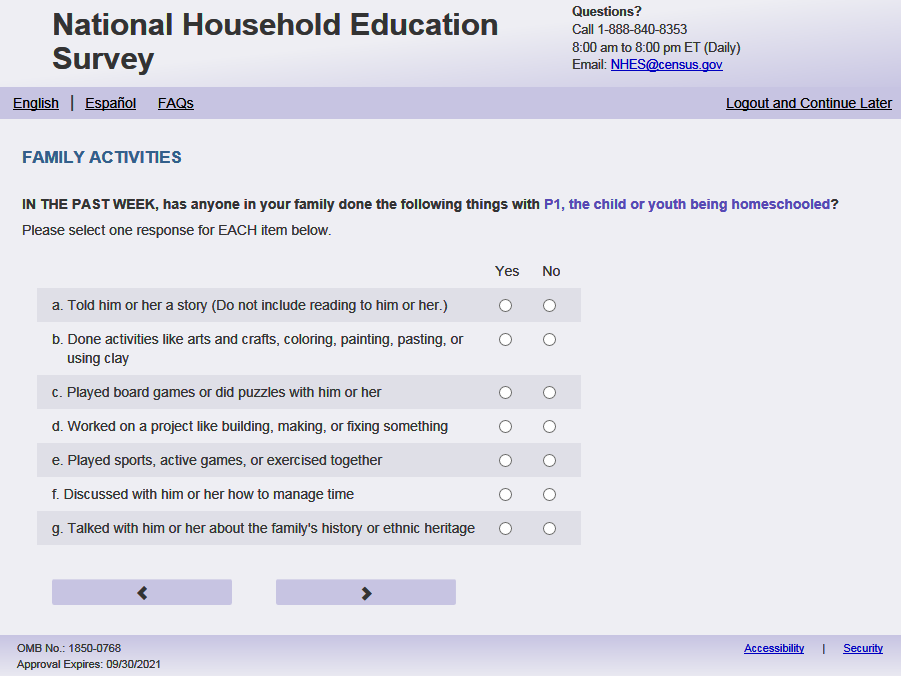 National Household Education
Survey
Questions?
Call 1-888-840-8353
8:00 am to 8:00 pm ET (Daily)
Email: NHES@census.gov
English | Español FAQs
Logout and Continue Later
FAMILY ACTIVITIES
IN THE PAST WEEK, has anyone in your family done the following things with P1, the child or youth being homeschooled?
Please select one response for EACH item below.
Yes No
a. Told him or her a story (Do not include reading to him or her.)
b. Done activities like arts and crafts, coloring, painting, pasting, or
using clay
c. Played board games or did puzzles with him or her
d. Worked on a project like building, making, or fixing something
e. Played sports, active games, or exercised together
f. Discussed with him or her how to manage time
g. Talked with him or her about the family's history or ethnic heritage
OMB No.: 1850-0768
Approval Expires: 09/30/2021
Accessibility | Security